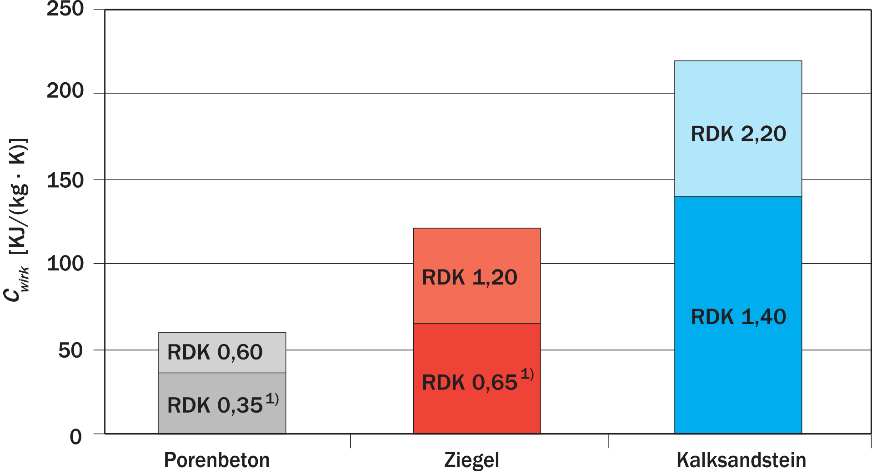 250
200
150
100
50
0
C wirk [KJ/(kg · K)]
RDK 0,60
RDK 0,35 1)
RDK 1,20
RDK 0,65 1)
RDK 2,20
RDK 1,40
Porenbeton
Ziegel
Kalksandstein